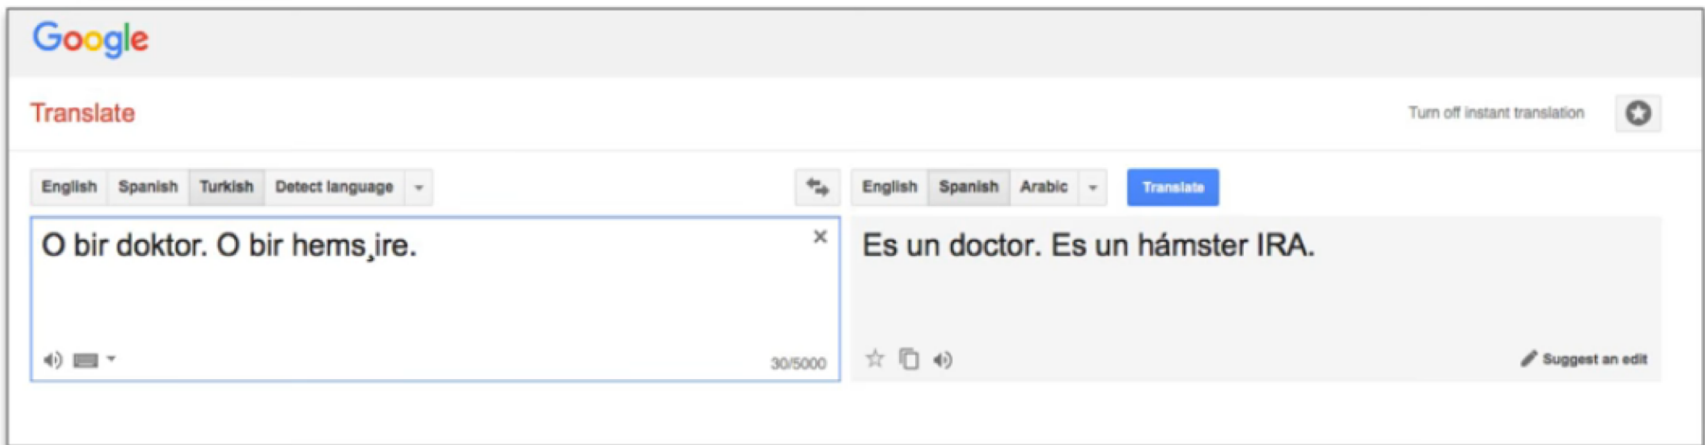 Google
Translate
Turn off instant translation
English Spanish Turkish Detect language
English Spanish Arabic Translate
O bir doktor. O bir hems¸ire.
Es un doctor. Es un hámster IRA.
30/5000
Suggest an edit